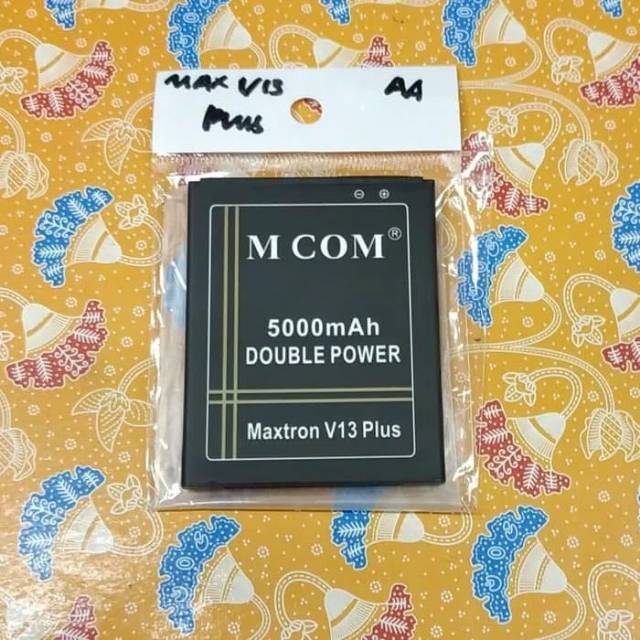 MAX V13 AA
PLUS
⊖ ⊕
M COM®
5000mAh
DOUBLE POWER
Maxtron V13 Plus